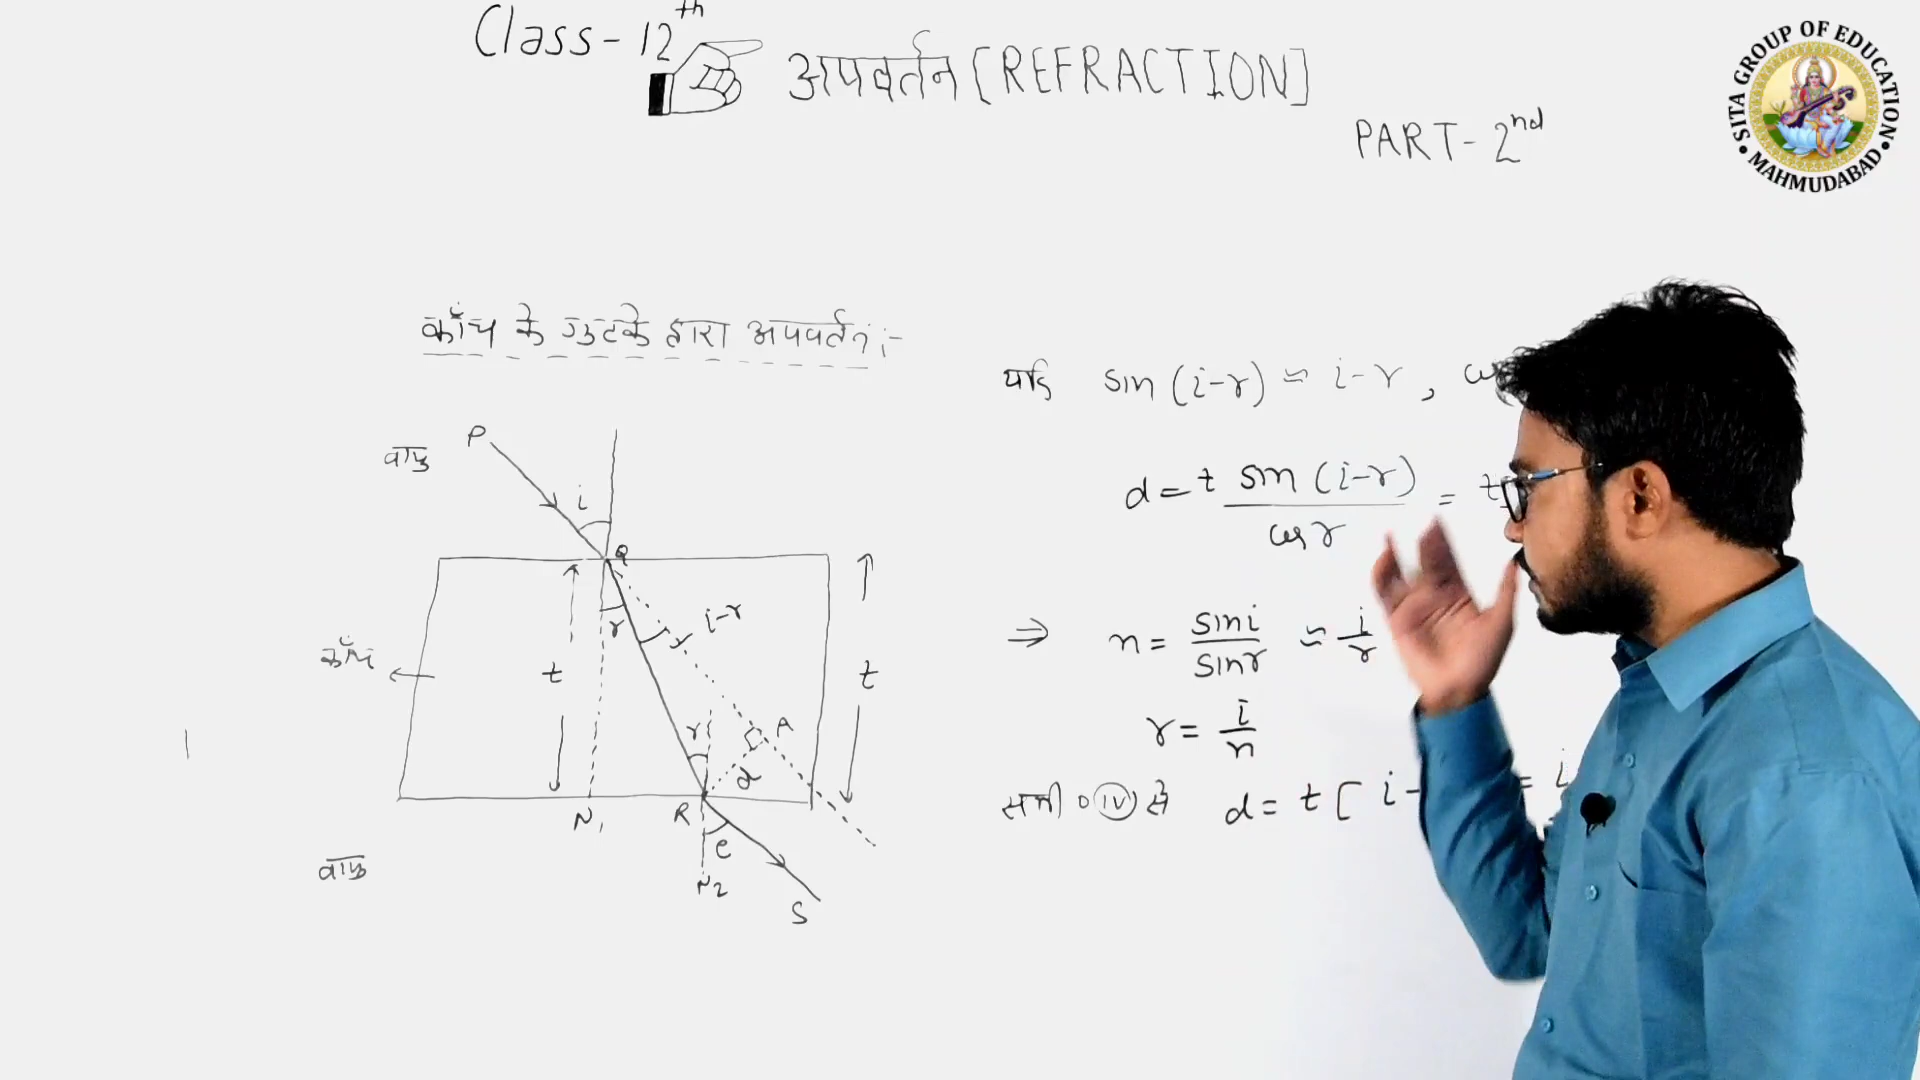 Class-12th
अपवर्तन [REFRACTION]
PART-2nd
SITA GROUP OF EDUCATION
• MAHMUDABAD •
काँच के गुटके द्वारा अपवर्तन :-
वायु
P
i
Q
r
i-r
t
t
काँच
r
A
d
N1
R
e
N2
S
वायु
यदि sin (i-r) ≈ i-r ,
d = t sin (i-r) / cos r = t
⇒ n = sin i / sin r ≈ i / r
r = i / n
समी० (iv) से d = t [ i-